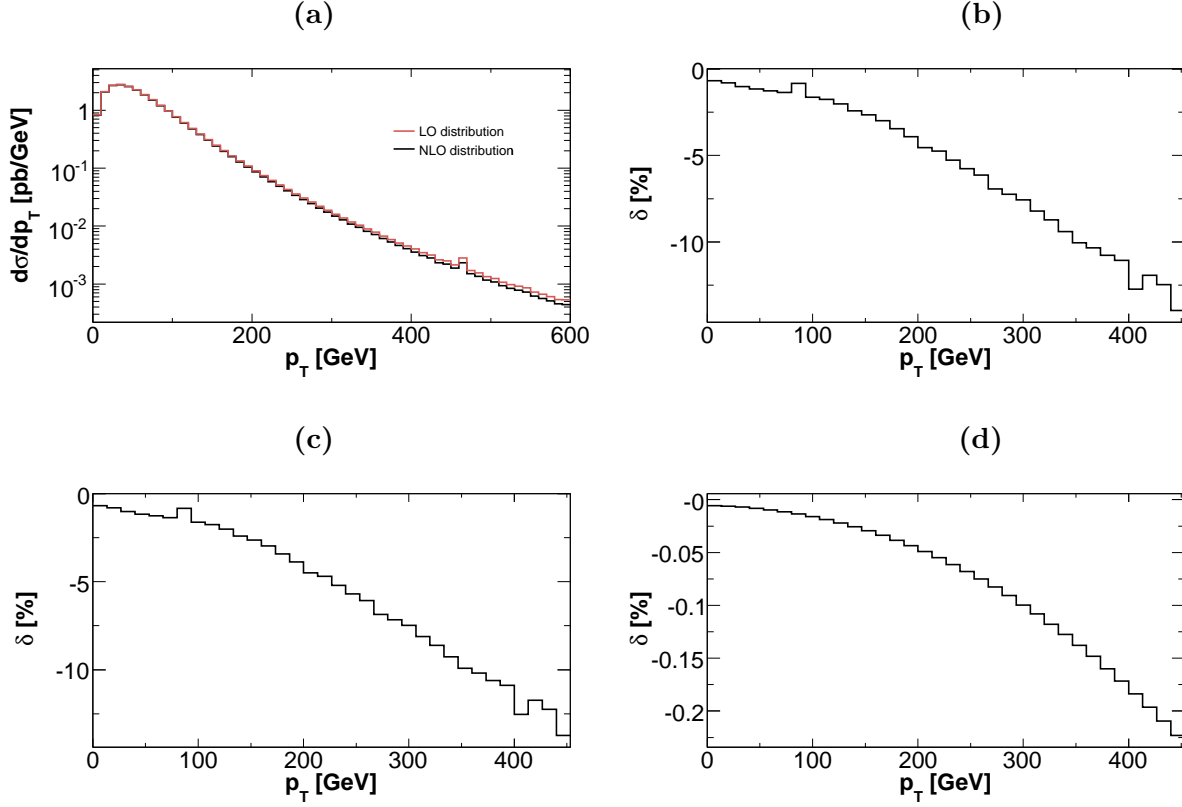 (a)
dσ/dp_T [pb/GeV]
1
10^-1
10^-2
10^-3
LO distribution
NLO distribution
0 200 400 600
p_T [GeV]
(b)
δ [%]
0
-5
-10
0 100 200 300 400
p_T [GeV]
(c)
δ [%]
0
-5
-10
0 100 200 300 400
p_T [GeV]
(d)
δ [%]
-0
-0.05
-0.1
-0.15
-0.2
0 100 200 300 400
p_T [GeV]